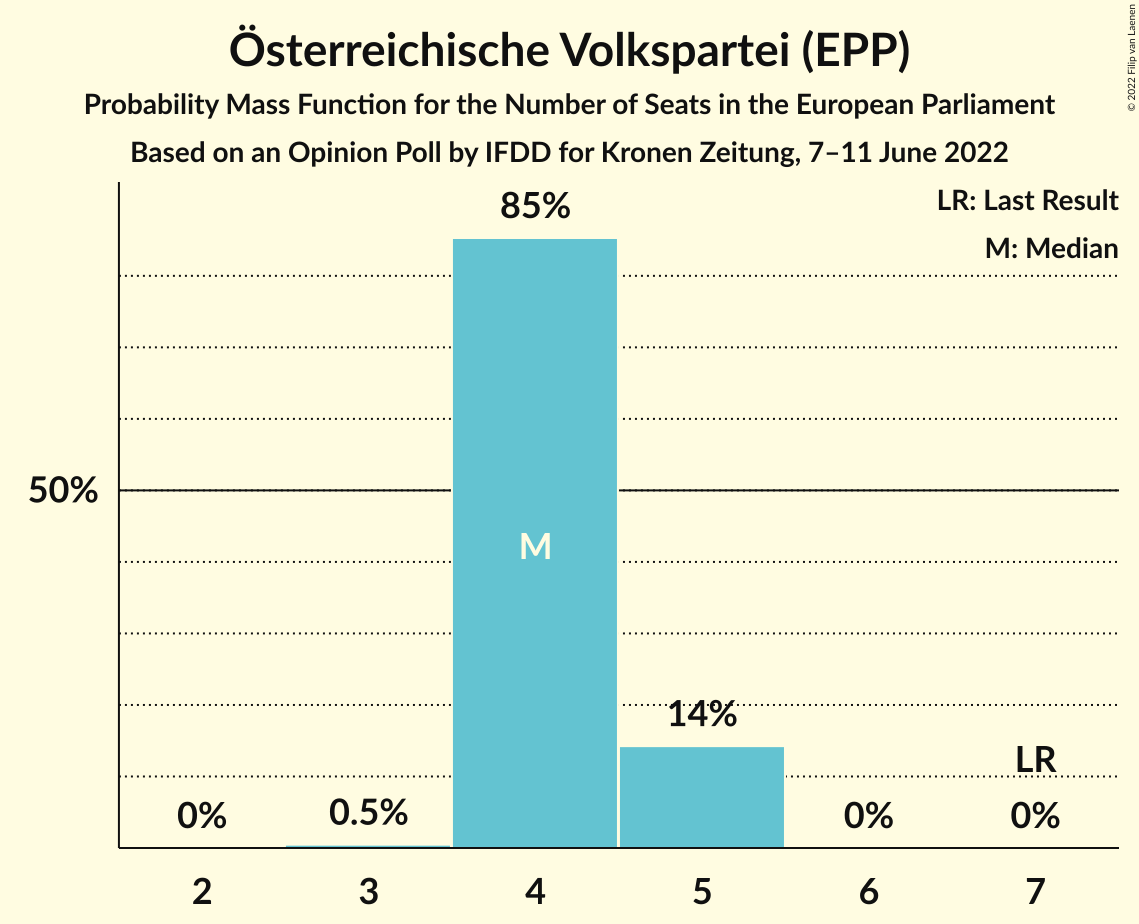 Österreichische Volkspartei (EPP)
Probability Mass Function for the Number of Seats in the European Parliament
Based on an Opinion Poll by IFDD for Kronen Zeitung, 7–11 June 2022
© 2022 Filip van Laenen
LR: Last Result
M: Median
85%
50%
M
14%
LR
0%
0.5%
0%
0%
2
3
4
5
6
7